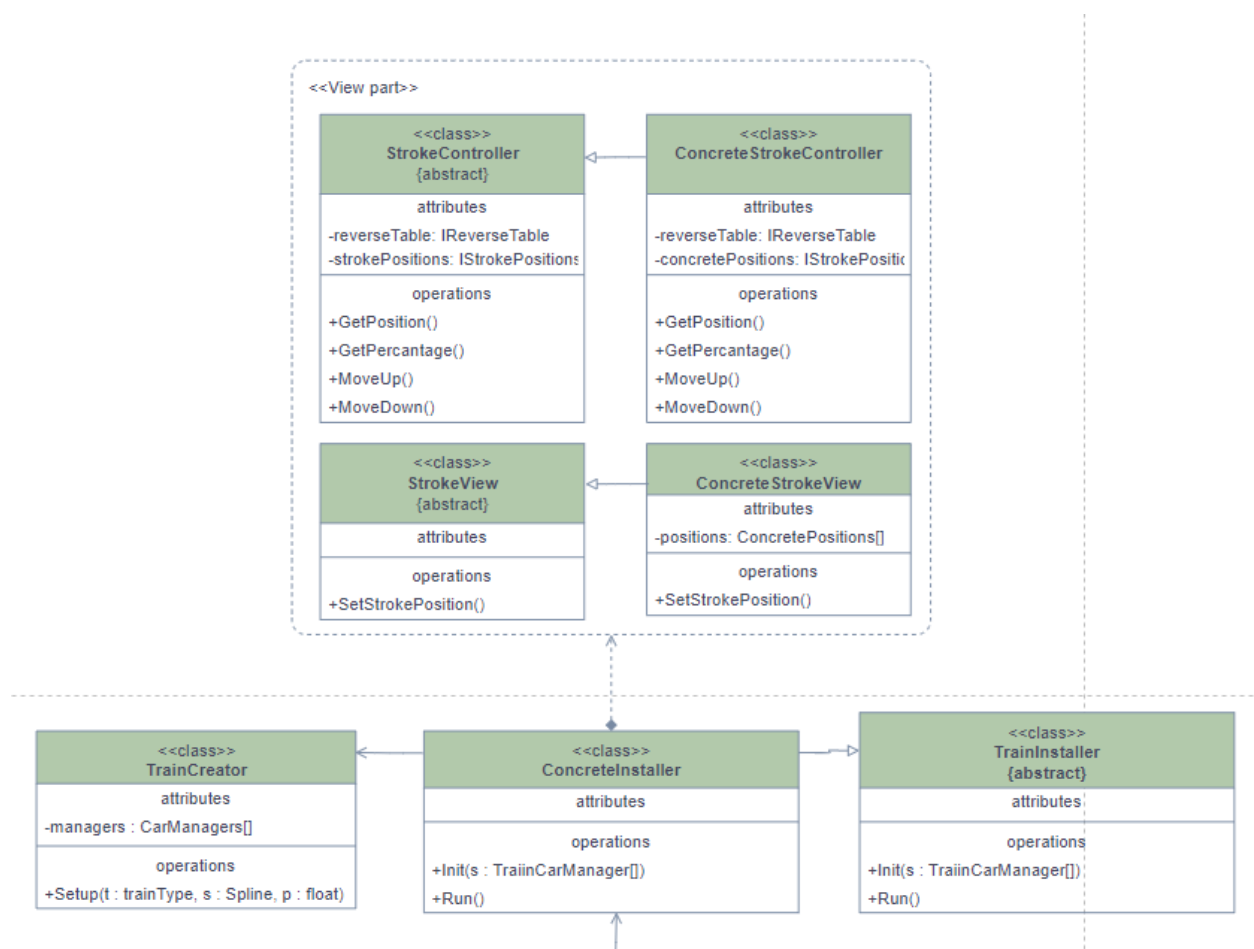 <<View part>>
<<class>>
StrokeController
{abstract}
attributes
-reverseTable: IReverseTable
-strokePositions: IStrokePositions
operations
+GetPosition()
+GetPercantage()
+MoveUp()
+MoveDown()
<<class>>
ConcreteStrokeController
attributes
-reverseTable: IReverseTable
-concretePositions: IStrokePositic
operations
+GetPosition()
+GetPercantage()
+MoveUp()
+MoveDown()
<<class>>
StrokeView
{abstract}
attributes
operations
+SetStrokePosition()
<<class>>
ConcreteStrokeView
attributes
-positions: ConcretePositions[]
operations
+SetStrokePosition()
<<class>>
TrainCreator
attributes
-managers : CarManagers[]
operations
+Setup(t : trainType, s : Spline, p : float)
<<class>>
ConcreteInstaller
attributes
operations
+Init(s : TraiinCarManager[])
+Run()
<<class>>
TrainInstaller
{abstract}
attributes
operations
+Init(s : TraiinCarManager[])
+Run()